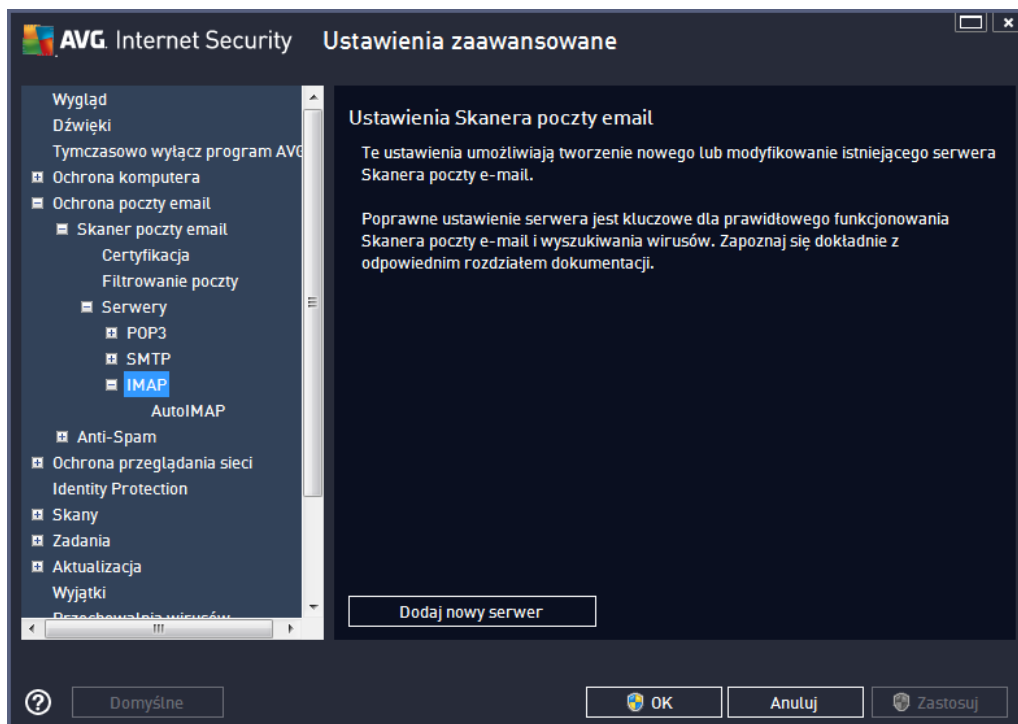 AVG. Internet Security Ustawienia zaawansowane
Wygląd
Dźwięki
Tymczasowo wyłącz program AVG
Ochrona komputera
Ochrona poczty email
Skaner poczty email
Certyfikacja
Filtrowanie poczty
Serwery
POP3
SMTP
IMAP
AutoIMAP
Anti-Spam
Ochrona przeglądania sieci
Identity Protection
Skany
Zadania
Aktualizacja
Wyjątki
Przechowalnia wirusów
Ustawienia Skanera poczty email
Te ustawienia umożliwiają tworzenie nowego lub modyfikowanie istniejącego serwera
Skanera poczty e-mail.
Poprawne ustawienie serwera jest kluczowe dla prawidłowego funkcjonowania
Skanera poczty e-mail i wyszukiwania wirusów. Zapoznaj się dokładnie z
odpowiednim rozdziałem dokumentacji.
Dodaj nowy serwer
Domyślne
OK
Anuluj
Zastosuj